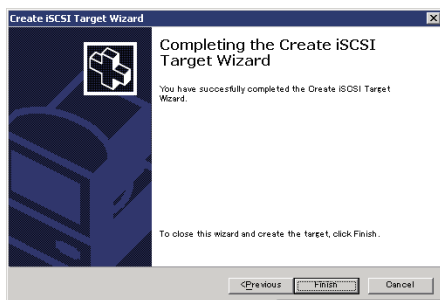 Create iSCSI Target Wizard
Completing the Create iSCSI
Target Wizard
You have succesfully completed the Create iSCSI Target
Wizard.
To close this wizard and create the target, click Finish.
<Previous
Finish
Cancel